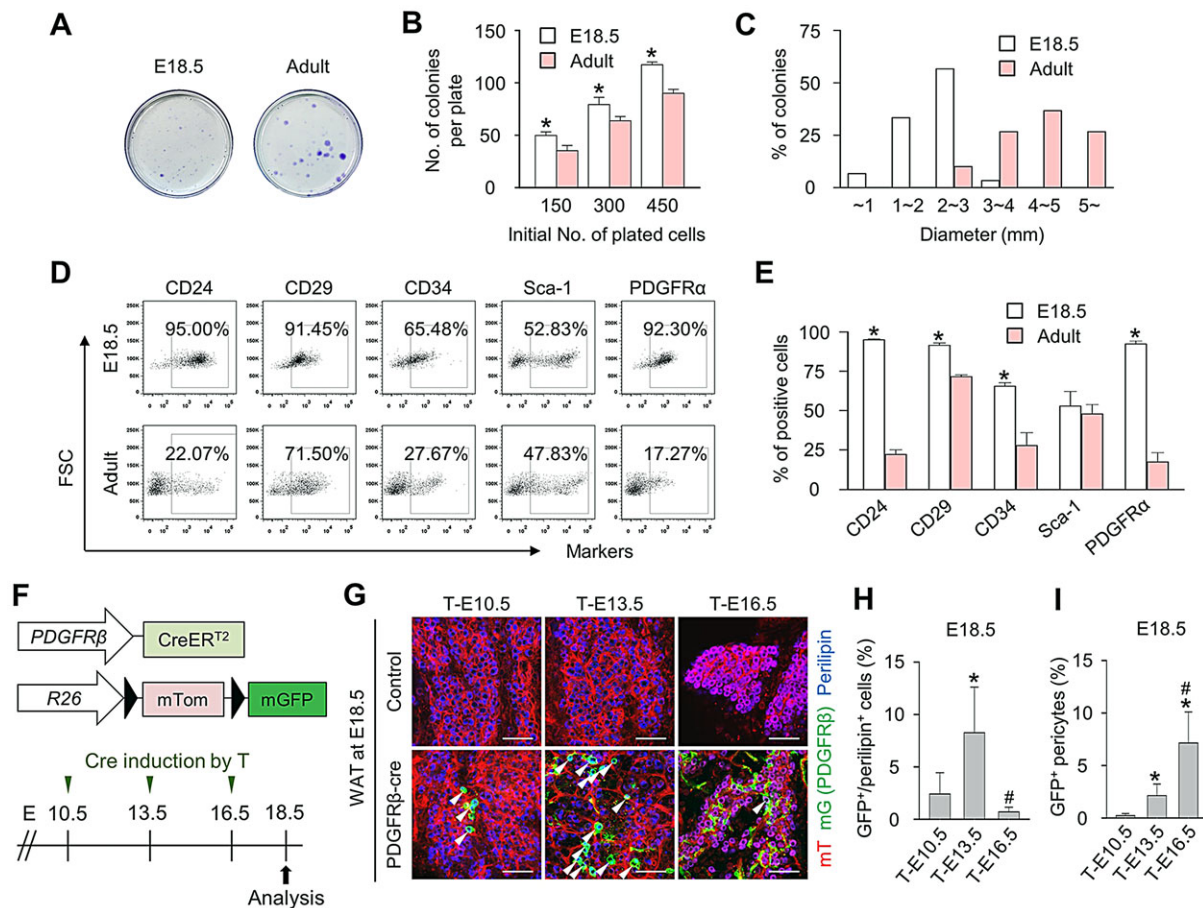 A
E18.5
Adult
B
No. of colonies
per plate
150
100
50
0
E18.5
Adult
*
*
*
150
300
450
Initial No. of plated cells
C
% of colonies
75
50
25
0
E18.5
Adult
~1
1~2
2~3
3~4
4~5
5~
Diameter (mm)
D
CD24
CD29
CD34
Sca-1
PDGFRα
E18.5
95.00%
91.45%
65.48%
52.83%
92.30%
Adult
22.07%
71.50%
27.67%
47.83%
17.27%
FSC
Markers
E
% of positive cells
100
75
50
25
0
E18.5
Adult
*
*
*
*
CD24
CD29
CD34
Sca-1
PDGFRα
F
PDGFRβ
CreERT2
R26
mTom
mGFP
Cre induction by T
E
10.5
13.5
16.5
18.5
Analysis
G
T-E10.5
T-E13.5
T-E16.5
WAT at E18.5
Control
PDGFRβ-cre
mT mG (PDGFRβ) Perilipin
H
E18.5
GFP+/perilipin+ cells (%)
15
10
5
0
*
#
T-E10.5
T-E13.5
T-E16.5
I
E18.5
GFP+ pericytes (%)
15
10
5
0
*
#
*
T-E10.5
T-E13.5
T-E16.5